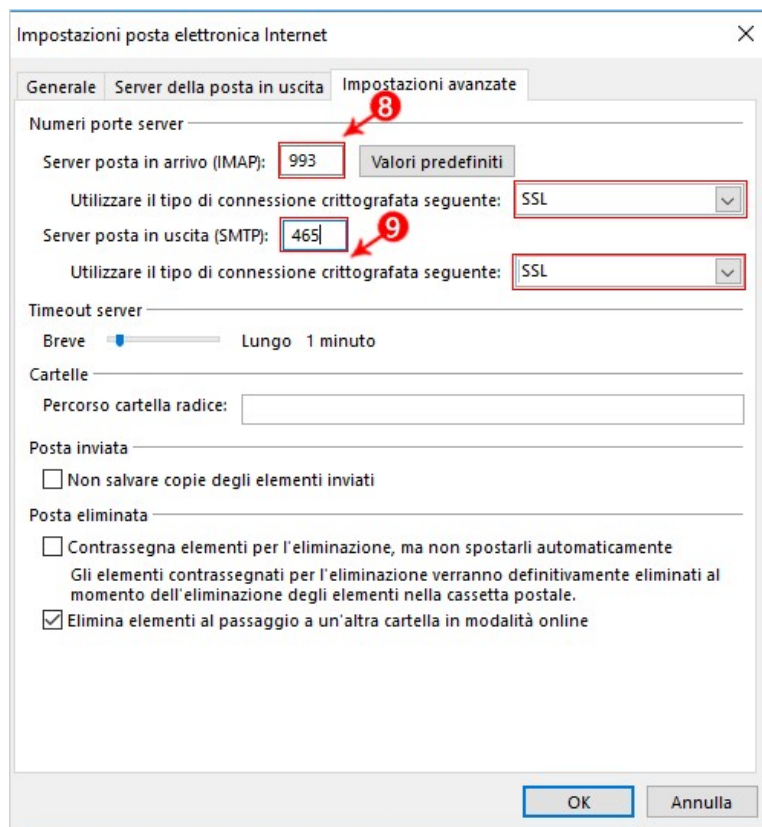 Impostazioni posta elettronica Internet
Generale Server della posta in uscita Impostazioni avanzate
8
Numeri porte server
Server posta in arrivo (IMAP): 993 Valori predefiniti
Utilizzare il tipo di connessione crittografata seguente: SSL
Server posta in uscita (SMTP): 465 9
Utilizzare il tipo di connessione crittografata seguente: SSL
Timeout server
Breve Lungo 1 minuto
Cartelle
Percorso cartella radice:
Posta inviata
Non salvare copie degli elementi inviati
Posta eliminata
Contrassegna elementi per l'eliminazione, ma non spostarli automaticamente
Gli elementi contrassegnati per l'eliminazione verranno definitivamente eliminati al
momento dell'eliminazione degli elementi nella cassetta postale.
Elimina elementi al passaggio a un'altra cartella in modalità online
OK Annulla